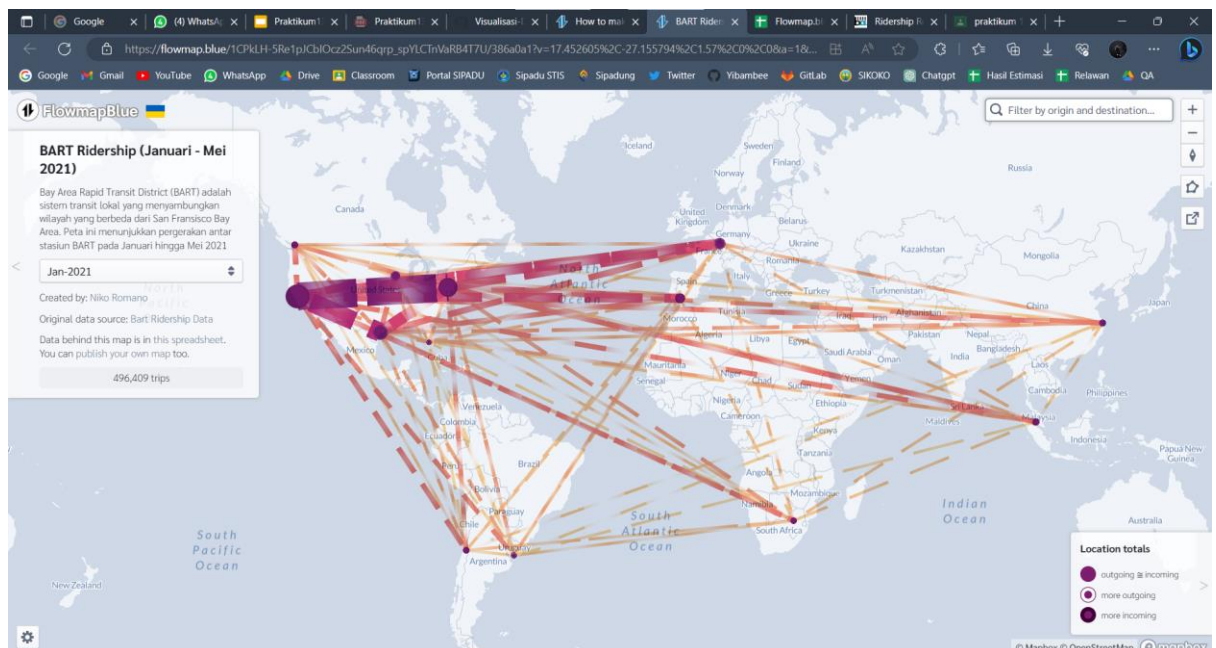 Google
(4) WhatsAp
Praktikum1
Praktikum1
Visualisasi-
How to mak
BART Rider
Flowmap.bl
Ridership R
praktikum 1
https://flowmap.blue/1CPkLH-5Re1pJCbIOcz2Sun46qrp_spYLCTnVaRB4T7U/386a0a1?v=17.452605%2C-27.155794%2C1.57%2C0%2C0&a=1&...
Google
Gmail
YouTube
WhatsApp
Drive
Classroom
Portal SIPADU
Sipadu STIS
Sipadung
Twitter
Yibambee
GitLab
SIKOKO
Chatgpt
Hasil Estimasi
Relawan
QA
FlowmapBlue
Filter by origin and destination...
BART Ridership (Januari - Mei
2021)
Bay Area Rapid Transit District (BART) adalah
sistem transit lokal yang menyambungkan
wilayah yang berbeda dari San Fransisco Bay
Area. Peta ini menunjukkan pergerakan antar
stasiun BART pada Januari hingga Mei 2021
Jan-2021
Created by: Niko Romano
Original data source: Bart Ridership Data
Data behind this map is in this spreadsheet.
You can publish your own map too.
496,409 trips
Iceland
Sweden
Finland
Norway
Russia
Canada
United
Kingdom
Denmark
Belarus
Germany
Ukraine
France
Romania
Kazakhstan
Mongolia
North
Atlantic
Ocean
United States
Spain
Italy
Greece
Turkey
Turkmenistan
China
Japan
Morocco
Tunisia
Iraq
Iran
Afghanistan
Algeria
Libya
Egypt
Pakistan
Nepal
Mexico
Cuba
Saudi Arabia
Oman
India
Bangladesh
Laos
Mauritania
Senegal
Niger
Chad
Sudan
Yemen
Cambodia
Philippines
Venezuela
Colombia
Nigeria
Cameroon
Ethiopia
Sri Lanka
Maldives
Malaysia
Ecuador
Kenya
Indonesia
Papua New
Guinea
Peru
Brazil
Tanzania
Angola
Bolivia
Mozambique
Paraguay
Namibia
Chile
South
Atlantic
Ocean
South Africa
Indian
Ocean
Australia
South
Pacific
Ocean
Uruguay
Argentina
New Zealand
Location totals
outgoing ≅ incoming
more outgoing
more incoming
© Mapbox © OpenStreetMap
mapbox